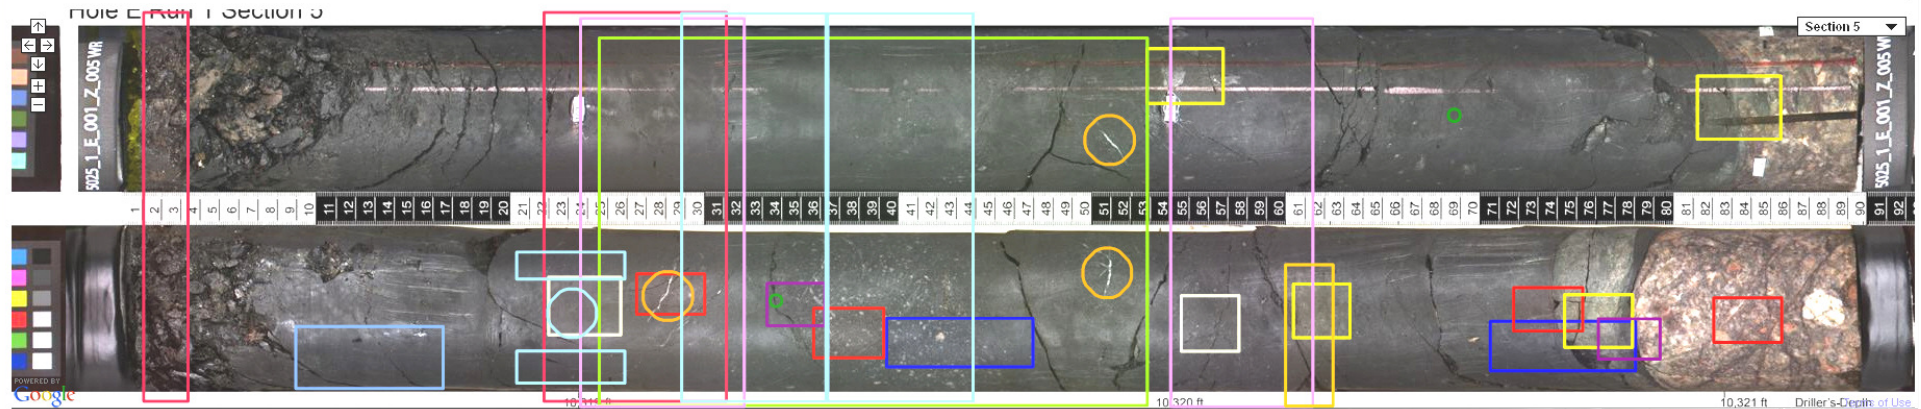 Hole E Run 1 Section 5
Section 5
5025_1_E_001_Z_005WR
5025_1_E_001_Z_005W
1 2 3 4 5 6 7 8 9 10 11 12 13 14 15 16 17 18 19 20 21 22 23 24 25 26 27 28 29 30 31 32 33 34 35 36 37 38 39 40 41 42 43 44 45 46 47 48 49 50 51 52 53 54 55 56 57 58 59 60 61 62 63 64 65 66 67 68 69 70 71 72 73 74 75 76 77 78 79 80 81 82 83 84 85 86 87 88 89 90 91 92
POWERED BY
Google
10,320 ft
10,321 ft
Driller's-Depth
Terms of Use